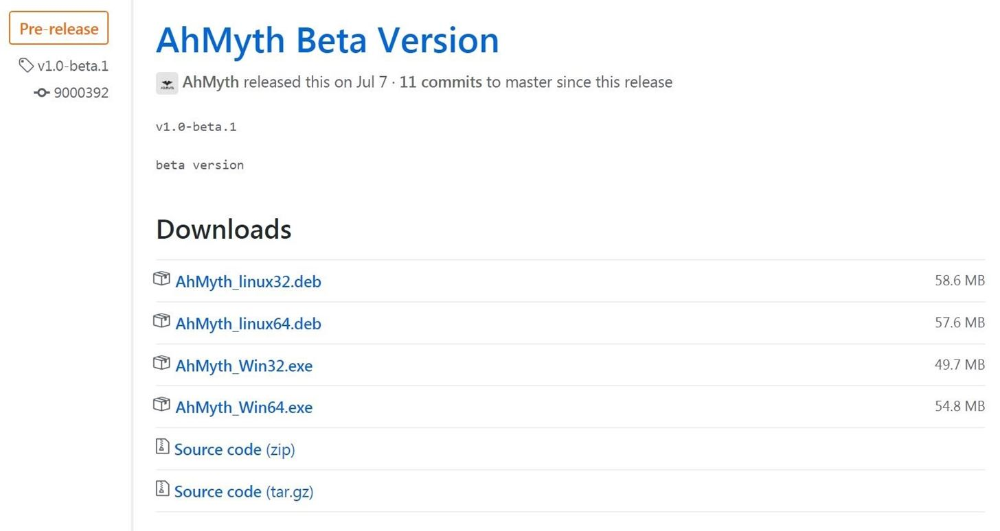 Pre-release
v1.0-beta.1
9000392
AhMyth Beta Version
AhMyth released this on Jul 7 · 11 commits to master since this release
v1.0-beta.1
beta version
Downloads
AhMyth_linux32.deb 58.6 MB
AhMyth_linux64.deb 57.6 MB
AhMyth_Win32.exe 49.7 MB
AhMyth_Win64.exe 54.8 MB
Source code (zip)
Source code (tar.gz)